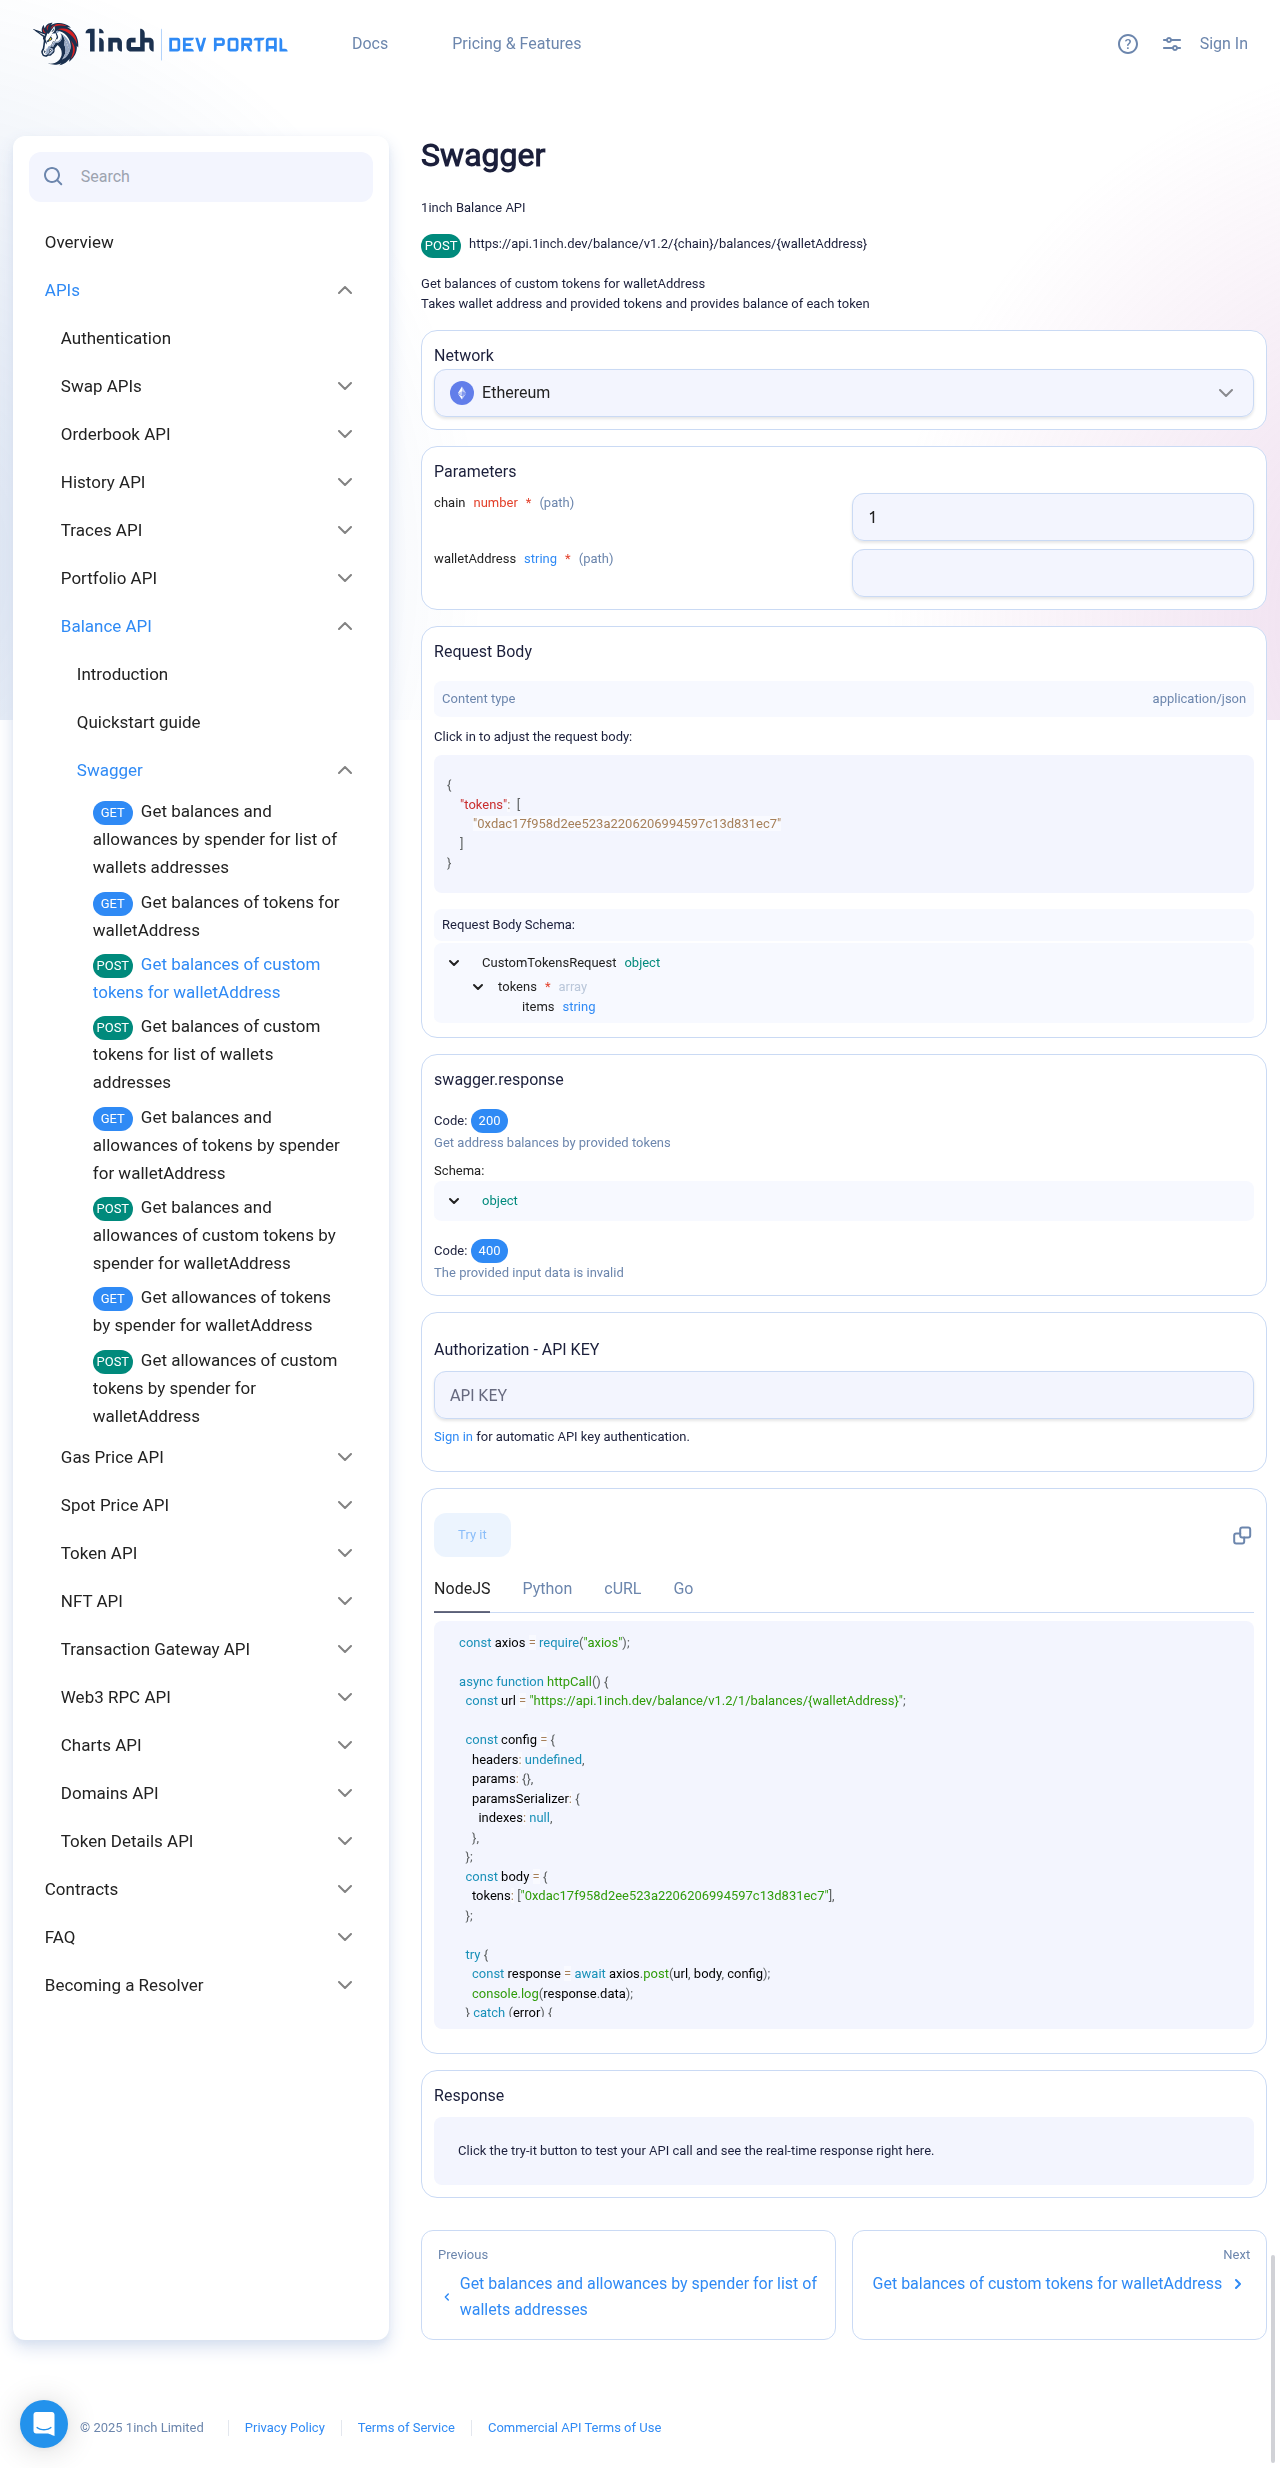 1inch DEV PORTAL
Docs
Pricing & Features
Sign In
Search
Overview
APIs
Authentication
Swap APIs
Orderbook API
History API
Traces API
Portfolio API
Balance API
Introduction
Quickstart guide
Swagger
GET Get balances and
allowances by spender for list of
wallets addresses
GET Get balances of tokens for
walletAddress
POST Get balances of custom
tokens for walletAddress
POST Get balances of custom
tokens for list of wallets
addresses
GET Get balances and
allowances of tokens by spender
for walletAddress
POST Get balances and
allowances of custom tokens by
spender for walletAddress
GET Get allowances of tokens
by spender for walletAddress
POST Get allowances of custom
tokens by spender for
walletAddress
Gas Price API
Spot Price API
Token API
NFT API
Transaction Gateway API
Web3 RPC API
Charts API
Domains API
Token Details API
Contracts
FAQ
Becoming a Resolver
Swagger
1inch Balance API
POST https://api.1inch.dev/balance/v1.2/{chain}/balances/{walletAddress}
Get balances of custom tokens for walletAddress
Takes wallet address and provided tokens and provides balance of each token
Network
Ethereum
Parameters
chain number * (path)
1
walletAddress string * (path)
Request Body
Content type application/json
Click in to adjust the request body:
{
"tokens": [
"0xdac17f958d2ee523a2206206994597c13d831ec7"
]
}
Request Body Schema:
CustomTokensRequest object
tokens * array
items string
swagger.response
Code: 200
Get address balances by provided tokens
Schema:
object
Code: 400
The provided input data is invalid
Authorization - API KEY
API KEY
Sign in for automatic API key authentication.
Try it
NodeJS Python cURL Go
const axios = require("axios");
async function httpCall() {
const url = "https://api.1inch.dev/balance/v1.2/1/balances/{walletAddress}";
const config = {
headers: undefined,
params: {},
paramsSerializer: {
indexes: null,
},
};
const body = {
tokens: ["0xdac17f958d2ee523a2206206994597c13d831ec7"],
};
try {
const response = await axios.post(url, body, config);
console.log(response.data);
} catch (error) {
Response
Click the try-it button to test your API call and see the real-time response right here.
Previous
Get balances and allowances by spender for list of
wallets addresses
Next
Get balances of custom tokens for walletAddress
© 2025 1inch Limited
Privacy Policy
Terms of Service
Commercial API Terms of Use